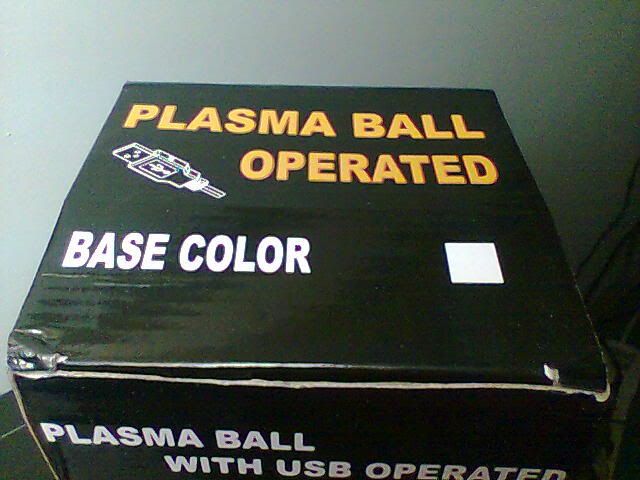 PLASMA BALL
OPERATED
BASE COLOR
PLASMA BALL
WITH USB OPERATED